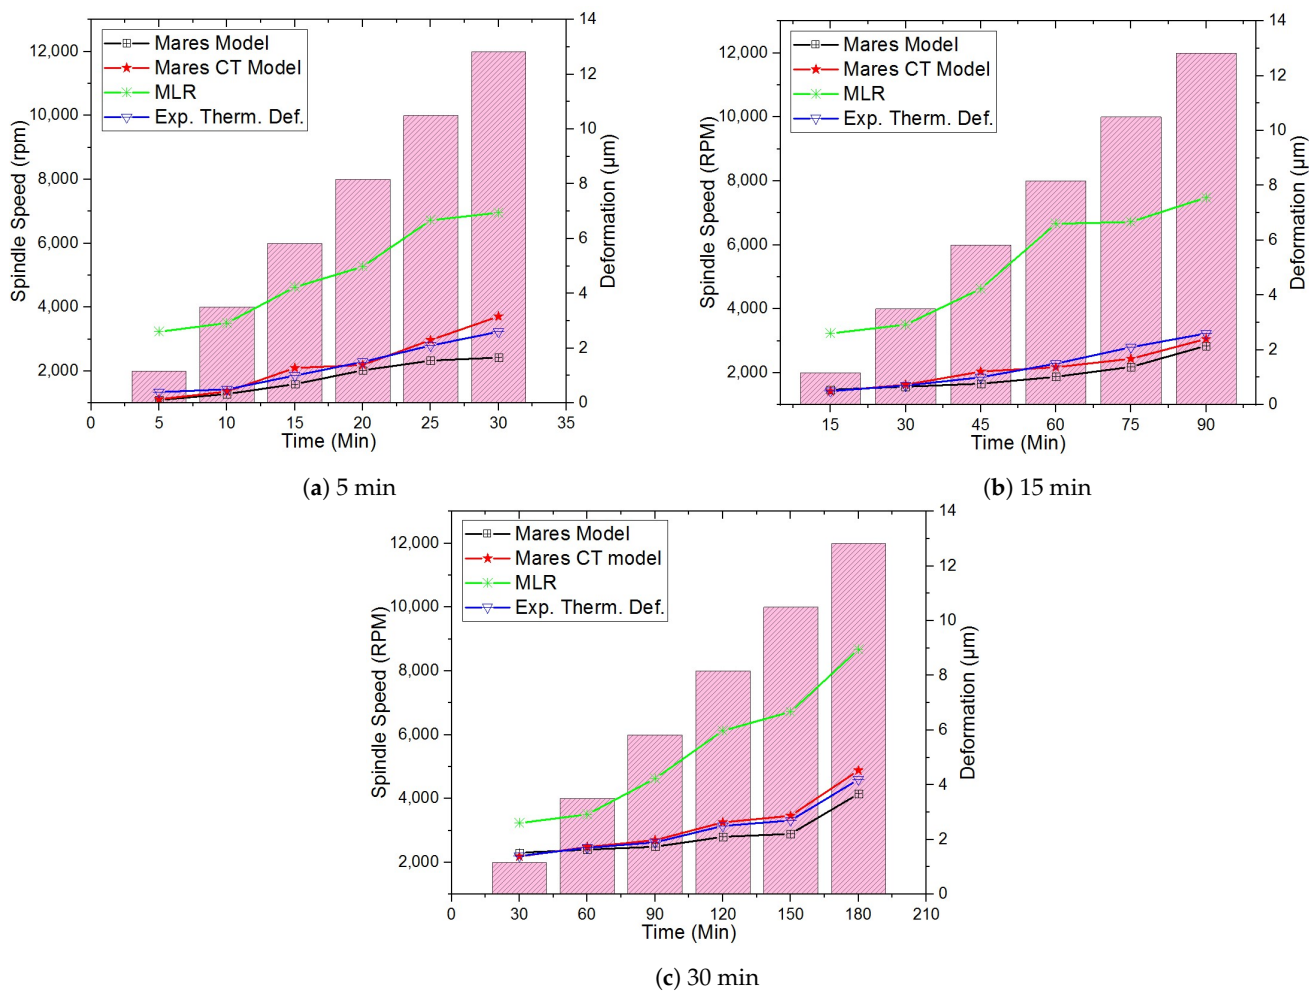 Mares Model
Mares CT Model
MLR
Exp. Therm. Def.
Spindle Speed (rpm)
12,000
10,000
8,000
6,000
4,000
2,000
14
12
10
8
6
4
2
0
Deformation (μm)
0 5 10 15 20 25 30 35
Time (Min)
(a) 5 min
Mares Model
Mares CT Model
MLR
Exp. Therm. Def.
Spindle Speed (RPM)
12,000
10,000
8,000
6,000
4,000
2,000
14
12
10
8
6
4
2
0
Deformation (μm)
15 30 45 60 75 90
Time (Min)
(b) 15 min
Mares Model
Mares CT model
MLR
Exp. Therm. Def.
Spindle Speed (RPM)
12,000
10,000
8,000
6,000
4,000
2,000
14
12
10
8
6
4
2
0
Deformation (μm)
0 30 60 90 120 150 180 210
Time (Min)
(c) 30 min